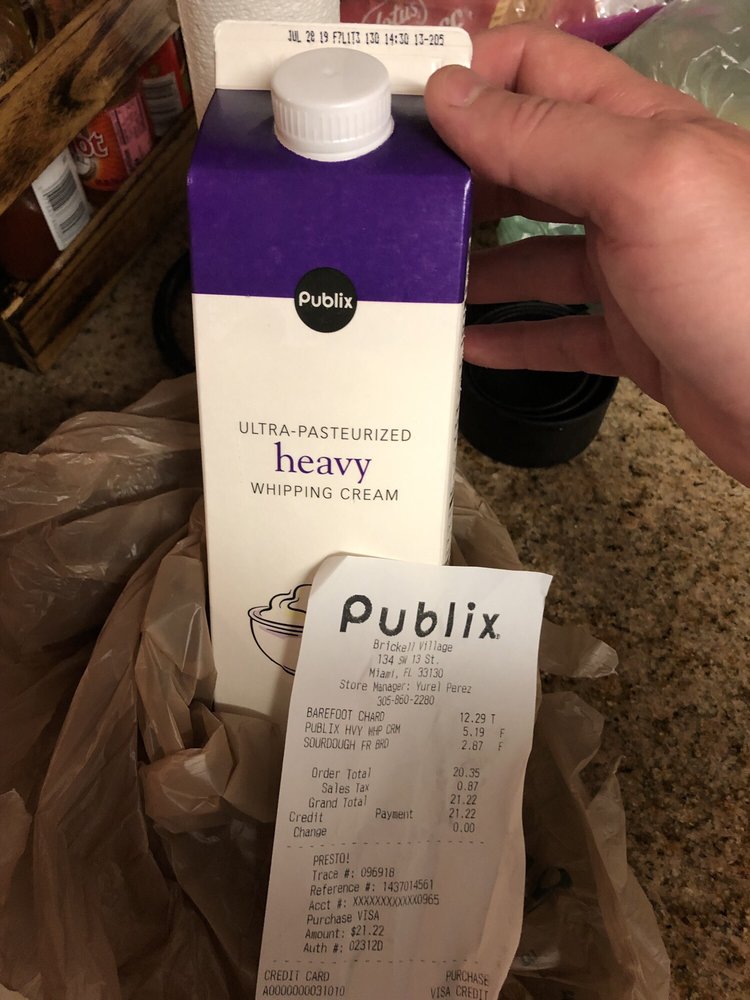 JUL 28 19 F7L1T3 130 14:30 13-205
Publix
ULTRA-PASTEURIZED
heavy
WHIPPING CREAM
Publix
Brickell Village
134 SW 13 St.
Miami, FL 33130
Store Manager: Yurel Perez
305-860-2280
BAREFOOT CHARD 12.29 T
PUBLIX HVY WHP CRM 5.19 F
SOURDOUGH FR BRD 2.87 F
Order Total 20.35
Sales Tax 0.87
Grand Total 21.22
Credit Payment 21.22
Change 0.00
PRESTO!
Trace #: 096918
Reference #: 1437014561
Acct #: XXXXXXXXXXXX0965
Purchase VISA
Amount: $21.22
Auth #: 02312D
CREDIT CARD PURCHASE
A0000000031010 VISA CREDIT